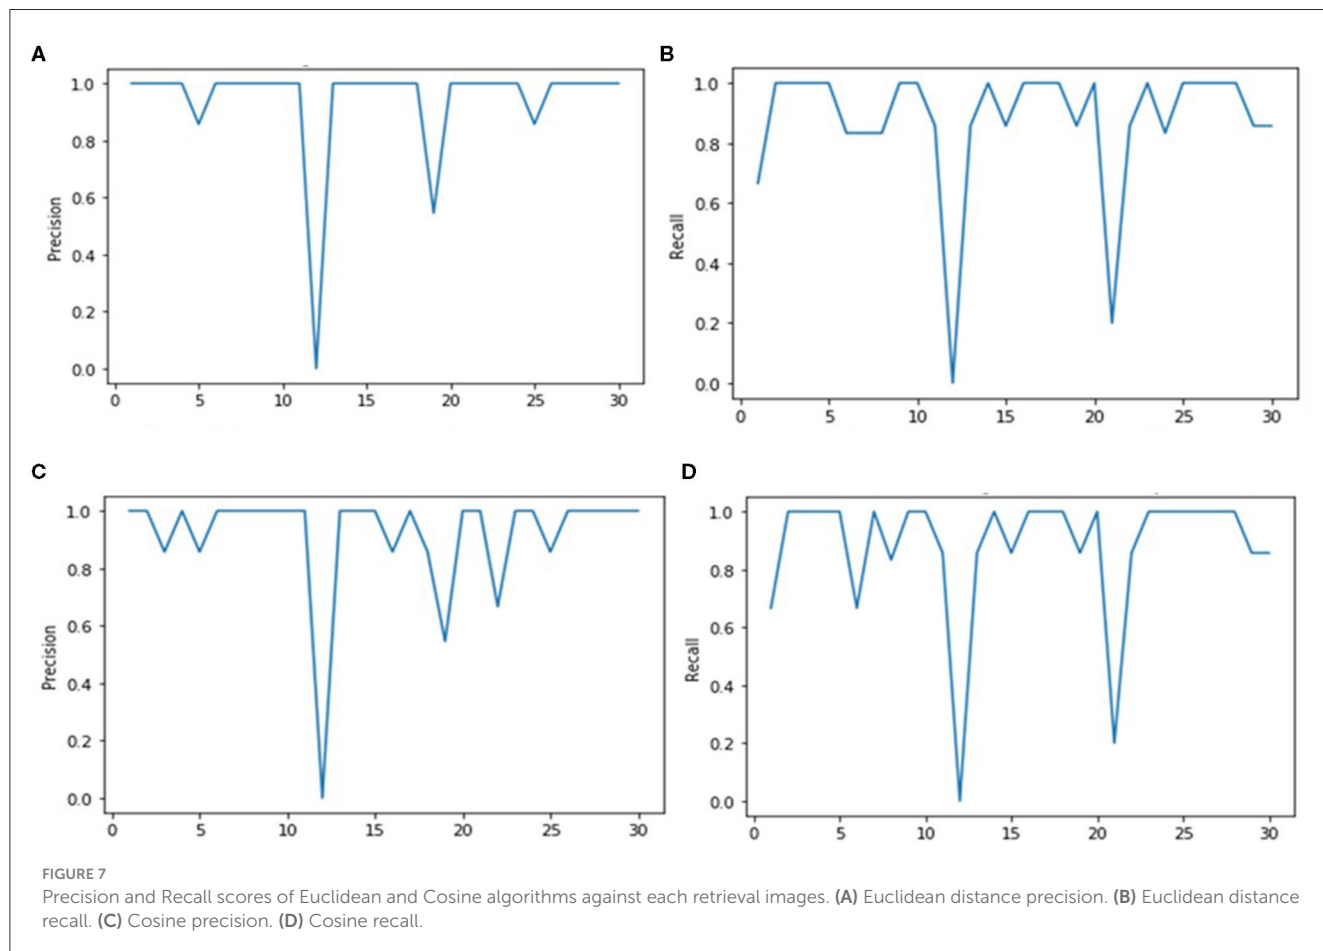 A
B
1.0
0.8
0.6
0.4
0.2
0.0
Precision
0 5 10 15 20 25 30
1.0
0.8
0.6
0.4
0.2
0.0
Recall
0 5 10 15 20 25 30
C
D
1.0
0.8
0.6
0.4
0.2
0.0
Precision
0 5 10 15 20 25 30
1.0
0.8
0.6
0.4
0.2
0.0
Recall
0 5 10 15 20 25 30
FIGURE 7
Precision and Recall scores of Euclidean and Cosine algorithms against each retrieval images. (A) Euclidean distance precision. (B) Euclidean distance
recall. (C) Cosine precision. (D) Cosine recall.